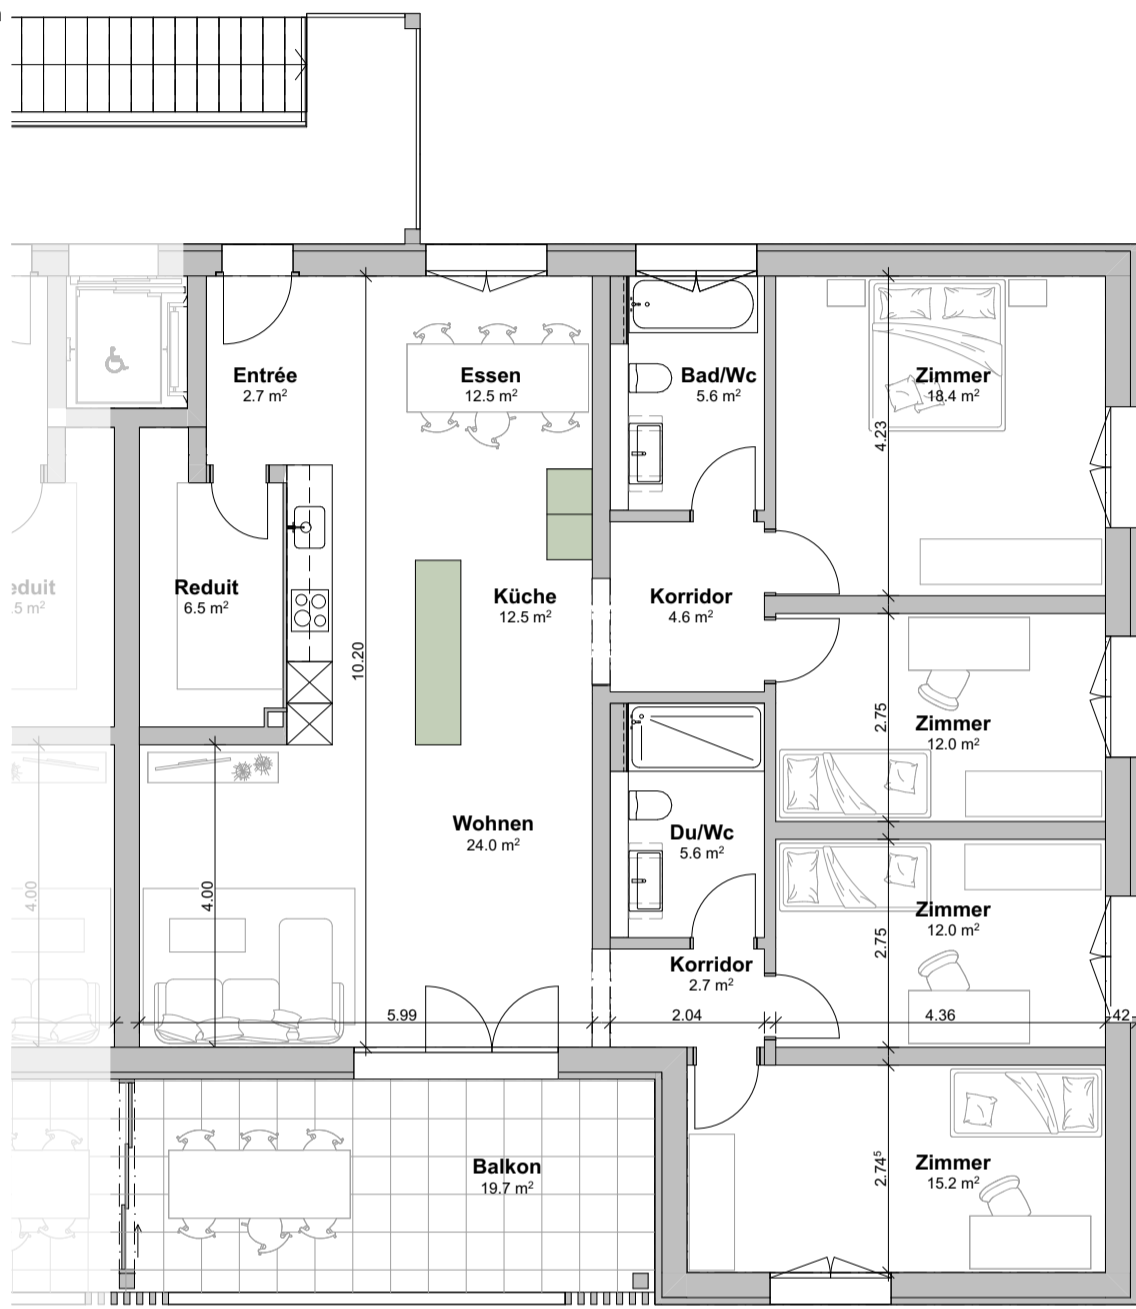 Entrée
2.7 m²
Essen
12.5 m²
Bad/Wc
5.6 m²
Zimmer
18.4 m²
4.23
eduit
.5 m²
Reduit
6.5 m²
Küche
12.5 m²
Korridor
4.6 m²
10.20
2.75
Zimmer
12.0 m²
Wohnen
24.0 m²
Du/Wc
5.6 m²
4.00
4.00
Zimmer
12.0 m²
2.75
Korridor
2.7 m²
5.99
2.04
4.36
42
Balkon
19.7 m²
2.74⁵
Zimmer
15.2 m²